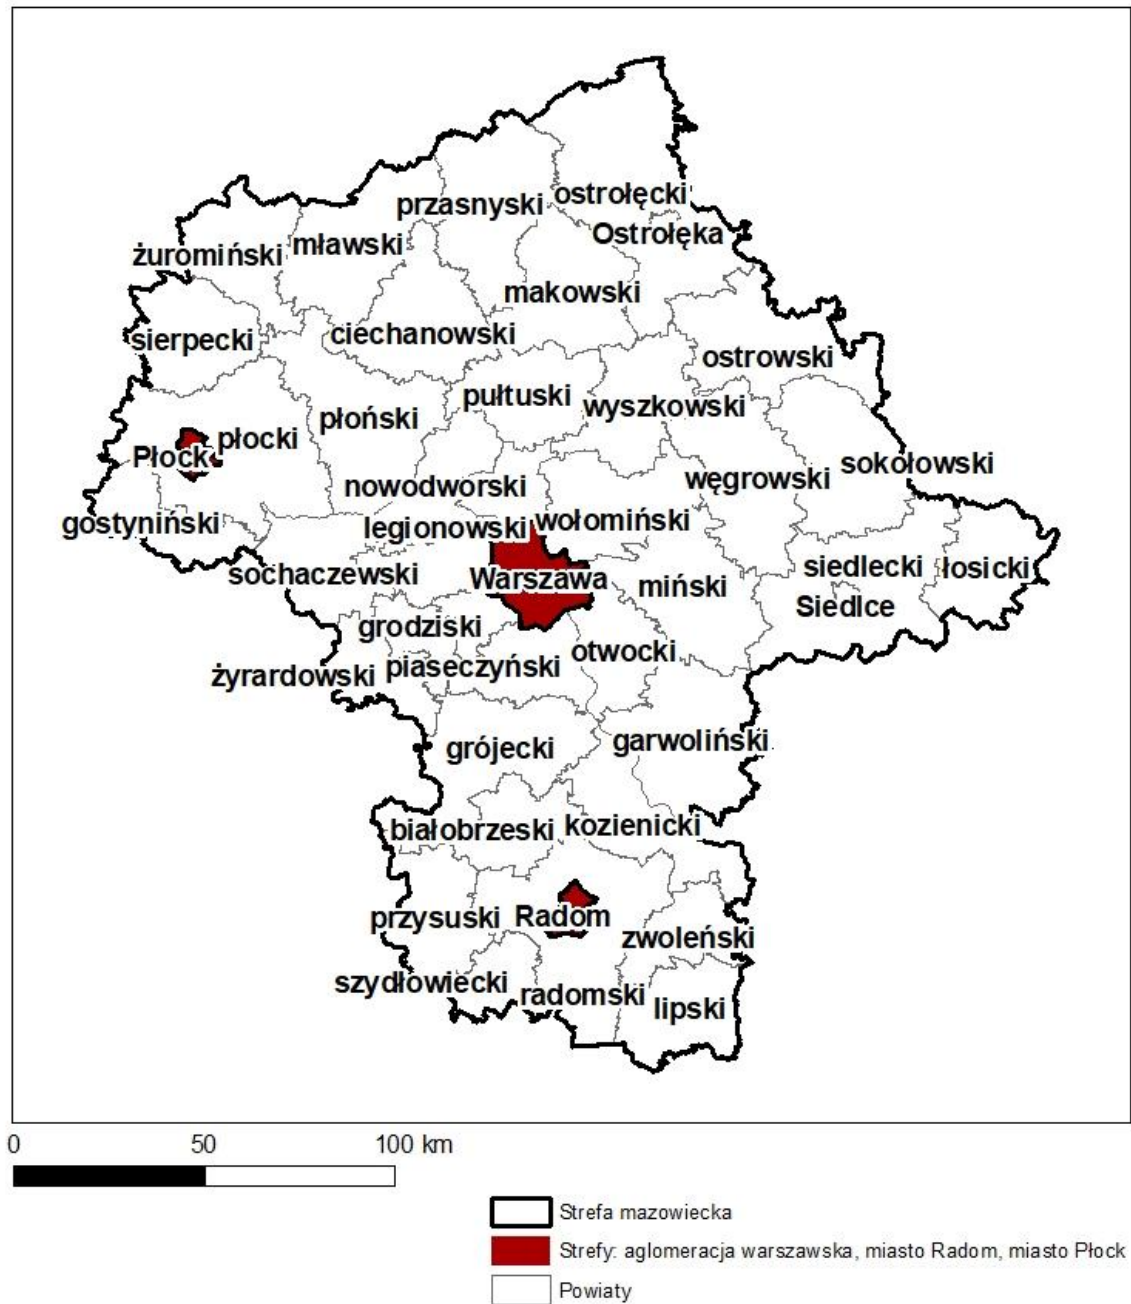 ostrołęcki
przasnyski
Ostrołęka
mławski
żuromiński
makowski
ciechanowski
sierpecki
ostrowski
pułtuski
wyszkowski
płoński
płocki
Płock
sokołowski
węgrowski
nowodworski
gostyniński
legionowski
wołomiński
sochaczewski
Warszawa
miński
siedlecki
łosicki
Siedlce
grodziski
otwocki
żyrardowski
piaseczyński
grójecki
garwoliński
białobrzeski
kozienicki
przysuski
Radom
zwoleński
szydłowiecki
radomski
lipski
0 50 100 km
Strefa mazowiecka
Strefy: aglomeracja warszawska, miasto Radom, miasto Płock
Powiaty